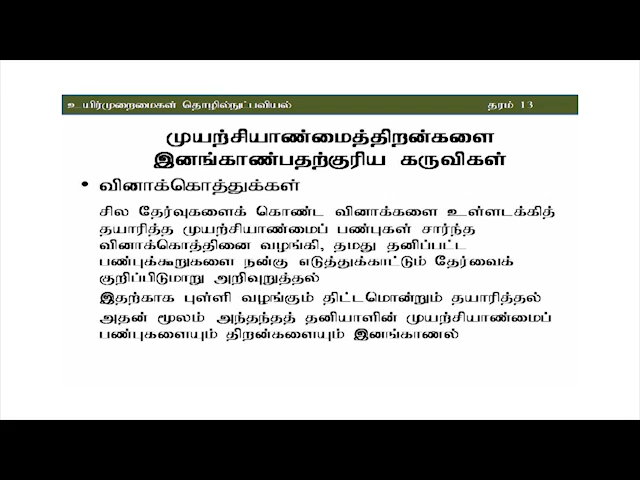 உயிர்முறைமைகள் தொழில்நுட்பவியல் தரம் 13
முயற்சியாண்மைத்திறன்களை
இனங்காண்பதற்குரிய கருவிகள்
• வினாக்கொத்துக்கள்
சில தேர்வுகளைக் கொண்ட வினாக்களை உள்ளடக்கித்
தயாரித்த முயற்சியாண்மைப் பண்புகள் சார்ந்த
வினாக்கொத்தினை வழங்கி, தமது தனிப்பட்ட
பண்புக்கூறுகளை நன்கு எடுத்துக்காட்டும் தேர்வைக்
குறிப்பிடுமாறு அறிவுறுத்தல்
இதற்காக புள்ளி வழங்கும் திட்டமொன்றும் தயாரித்தல்
அதன் மூலம் அந்தந்தத் தனியாளின் முயற்சியாண்மைப்
பண்புகளையும் திறன்களையும் இனங்காணல்